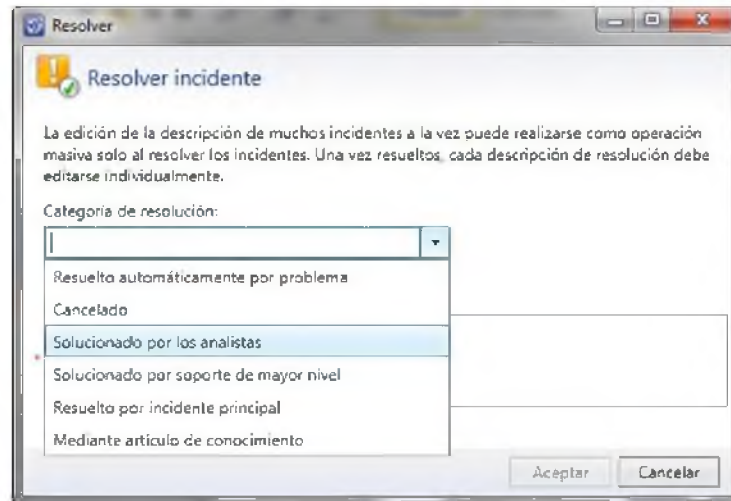 Resolver
Resolver incidente
La edición de la descripción de muchos incidentes a la vez puede realizarse como operación
masiva solo al resolver los incidentes. Una vez resueltos, cada descripción de resolución debe
editarse individualmente.
Categoría de resolución:
Resuelto automáticamente por problema
Cancelado
Solucionado por los analistas
Solucionado por soporte de mayor nivel
Resuelto por incidente principal
Mediante artículo de conocimiento
Aceptar
Cancelar